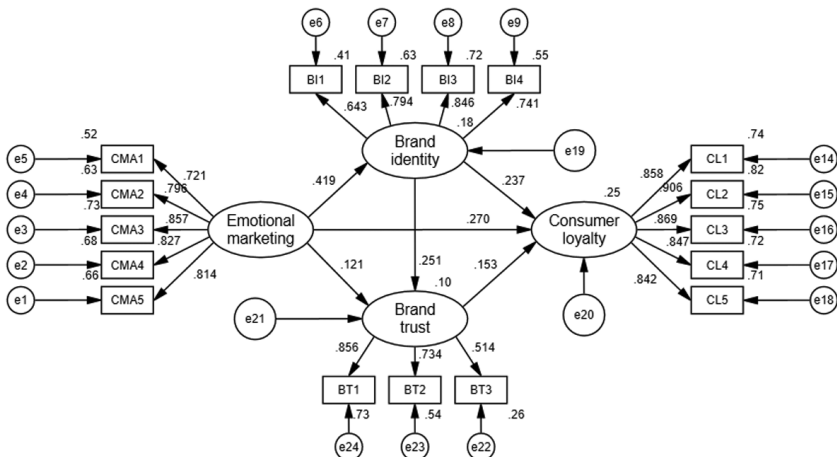 e6 e7 e8 e9
.41 .63 .72 .55
BI1 BI2 BI3 BI4
.643 .794 .846 .741
.18
.52 .74
e5 CMA1 Brand identity e19 CL1 e14
.63 .721 .858 .82
e4 CMA2 .796 .419 .237 .906 CL2 e15
.73 .25 .75
e3 CMA3 .857 Emotional marketing .270 Consumer loyalty .869 CL3 e16
.68 .827 .847 .72
e2 CMA4 .251 .153 CL4 e17
.66 .814 .121 .842 .71
e1 CMA5 .10 CL5 e18
e21 Brand trust e20
.856 .734 .514
BT1 BT2 BT3
.73 .54 .26
e24 e23 e22